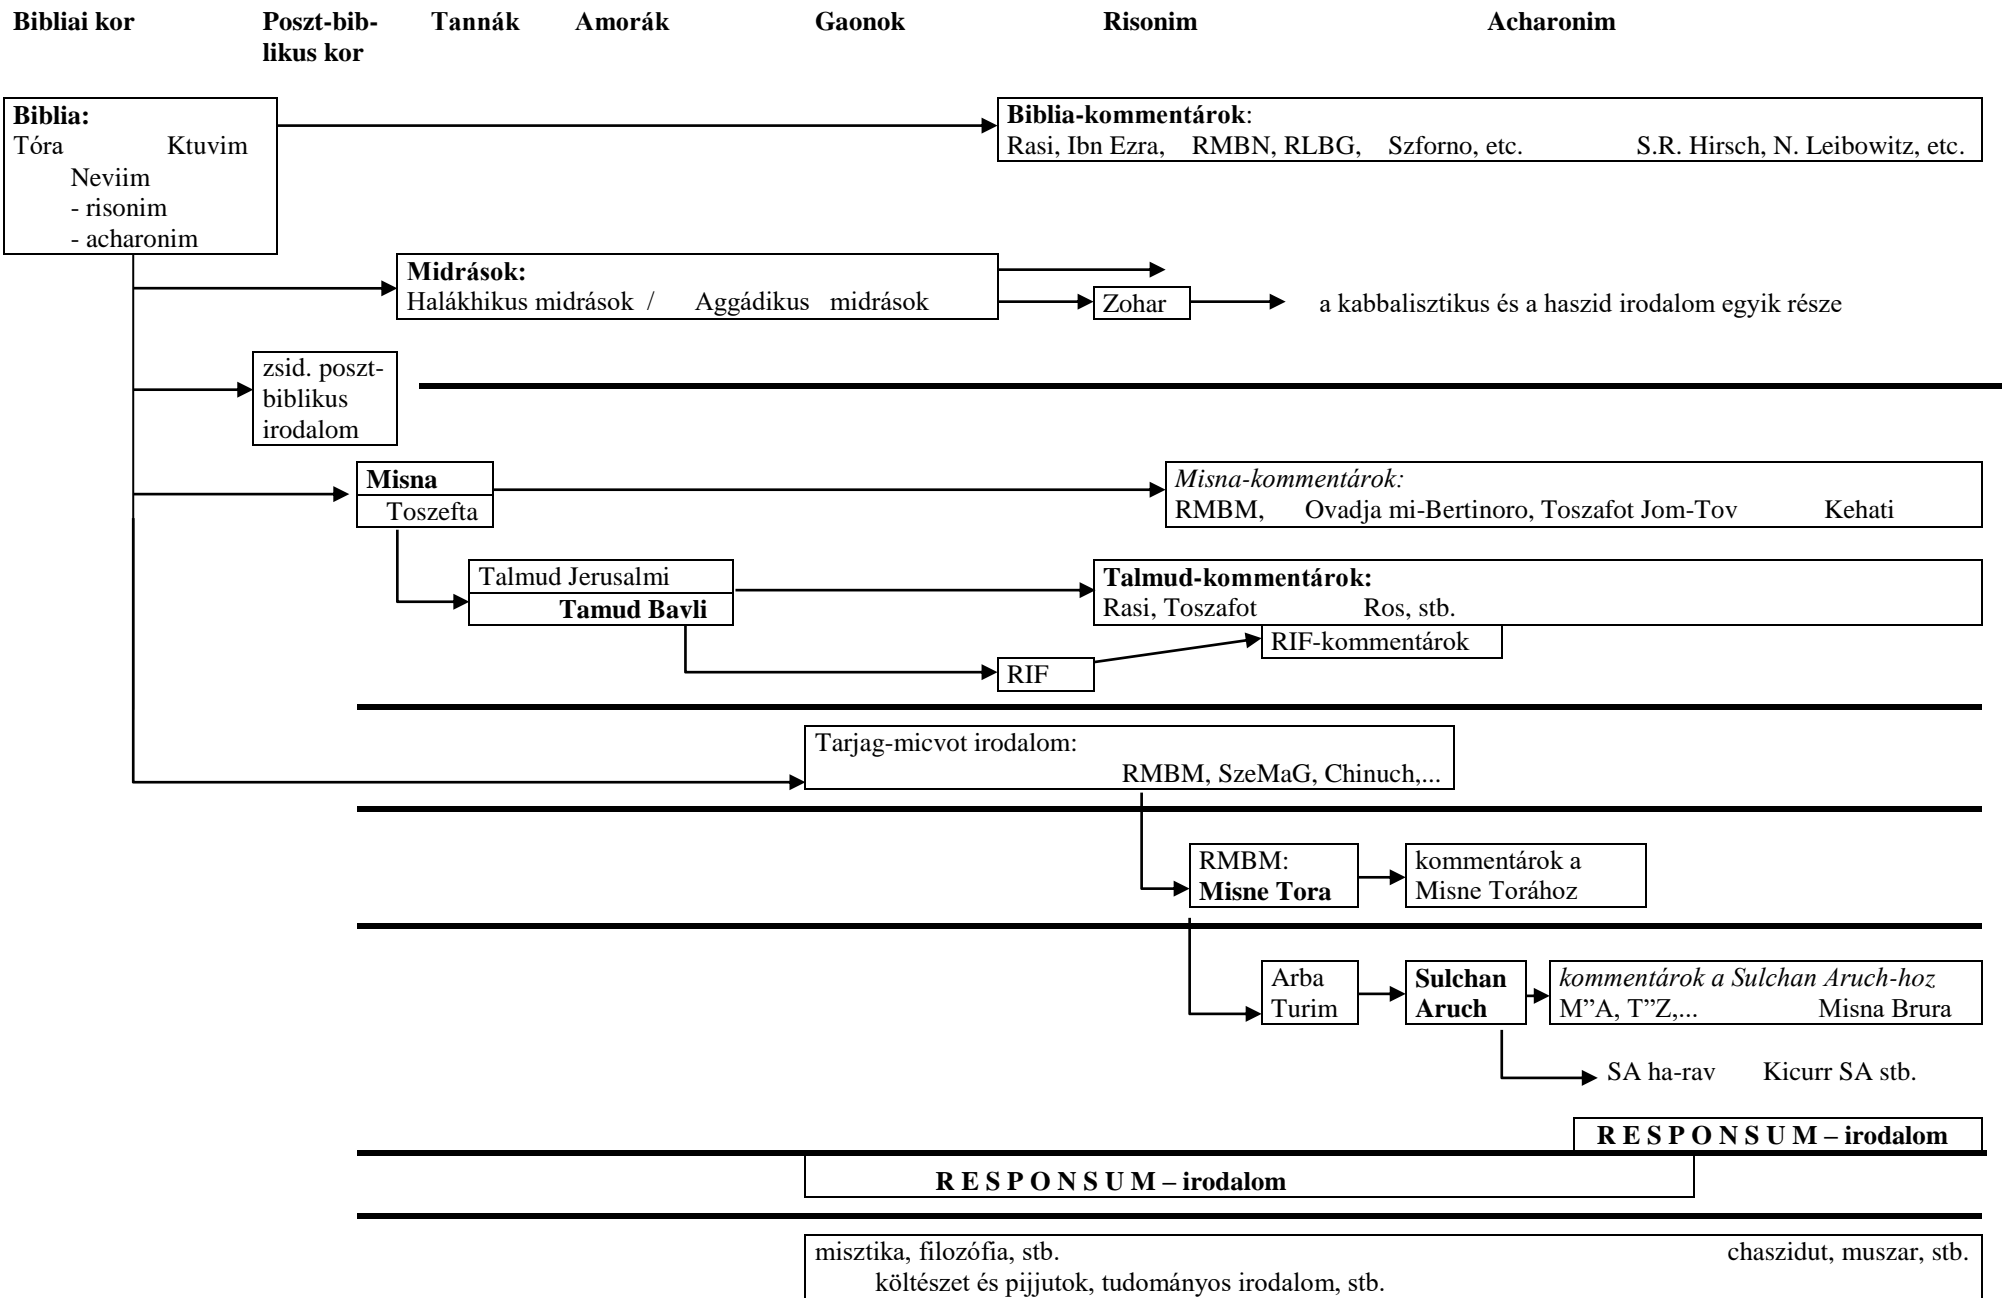 Bibliai kor Poszt-bib- Tannák Amorák Gaonok Risonim Acharonim
likus kor
Biblia:
Tóra Ktuvim
Neviim
- risonim
- acharonim
Biblia-kommentárok:
Rasi, Ibn Ezra, RMBN, RLBG, Szforno, etc. S.R. Hirsch, N. Leibowitz, etc.
Midrások:
Halákhikus midrások / Aggádikus midrások
Zohar
a kabbalisztikus és a haszid irodalom egyik része
zsid. poszt-
biblikus
irodalom
Misna
Toszefta
Misna-kommentárok:
RMBM, Ovadja mi-Bertinoro, Toszafot Jom-Tov Kehati
Talmud Jerusalmi
Tamud Bavli
Talmud-kommentárok:
Rasi, Toszafot Ros, stb.
RIF-kommentárok
RIF
Tarjag-micvot irodalom:
RMBM, SzeMaG, Chinuch,...
RMBM:
Misne Tora
kommentárok a
Misne Torához
Arba
Turim
Sulchan
Aruch
kommentárok a Sulchan Aruch-hoz
M”A, T”Z,... Misna Brura
SA ha-rav Kicurr SA stb.
R E S P O N S U M – irodalom
R E S P O N S U M – irodalom
misztika, filozófia, stb. chaszidut, muszar, stb.
költészet és pijjutok, tudományos irodalom, stb.